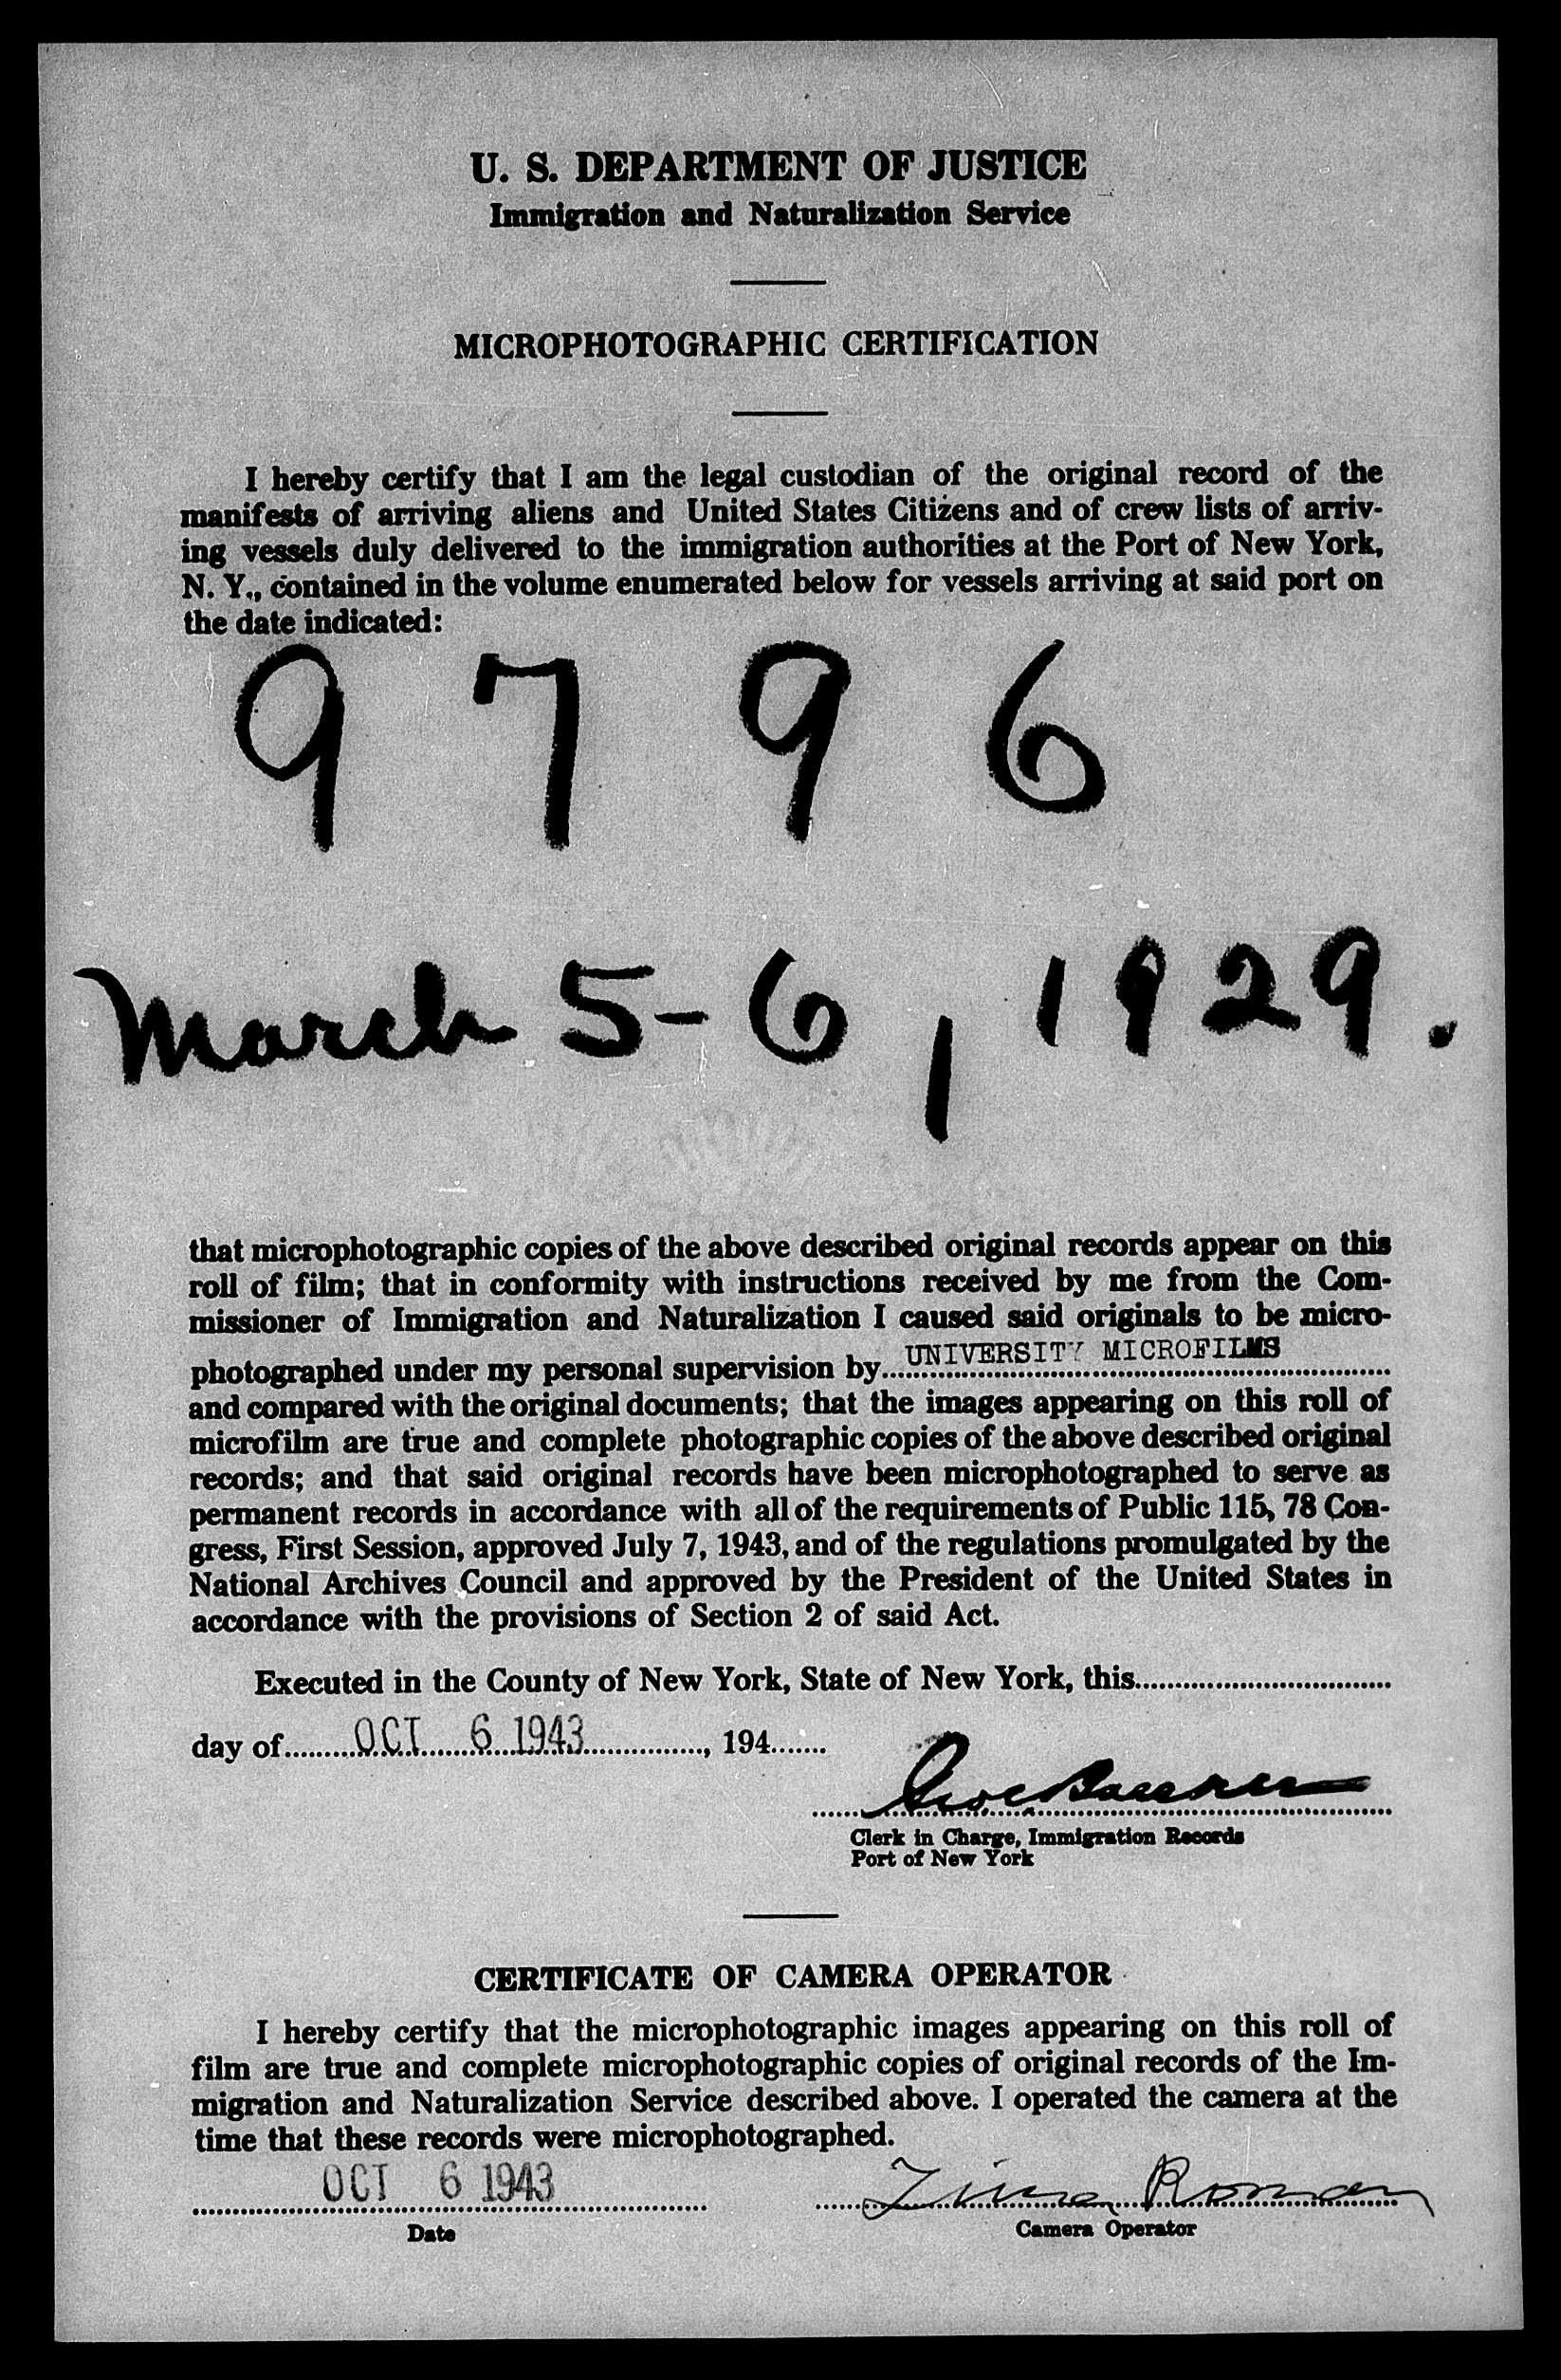 U. S. DEPARTMENT OF JUSTICE
Immigration and Naturalization Service
MICROPHOTOGRAPHIC CERTIFICATION
I hereby certify that I am the legal custodian of the original record of the
manifests of arriving aliens and United States Citizens and of crew lists of arriv-
ing vessels duly delivered to the immigration authorities at the Port of New York,
N. Y., contained in the volume enumerated below for vessels arriving at said port on
the date indicated:
9 7 9 6
March 5-6, 1929.
that microphotographic copies of the above described original records appear on this
roll of film; that in conformity with instructions received by me from the Com-
missioner of Immigration and Naturalization I caused said originals to be micro-
photographed under my personal supervision by UNIVERSITY MICROFILMS
and compared with the original documents; that the images appearing on this roll of
microfilm are true and complete photographic copies of the above described original
records; and that said original records have been microphotographed to serve as
permanent records in accordance with all of the requirements of Public 115, 78 Con-
gress, First Session, approved July 7, 1943, and of the regulations promulgated by the
National Archives Council and approved by the President of the United States in
accordance with the provisions of Section 2 of said Act.
Executed in the County of New York, State of New York, this
day of OCT 6 1943, 194
Clerk in Charge, Immigration Records
Port of New York
CERTIFICATE OF CAMERA OPERATOR
I hereby certify that the microphotographic images appearing on this roll of
film are true and complete microphotographic copies of original records of the Im-
migration and Naturalization Service described above. I operated the camera at the
time that these records were microphotographed.
OCT 6 1943 Roman
Date Camera Operator